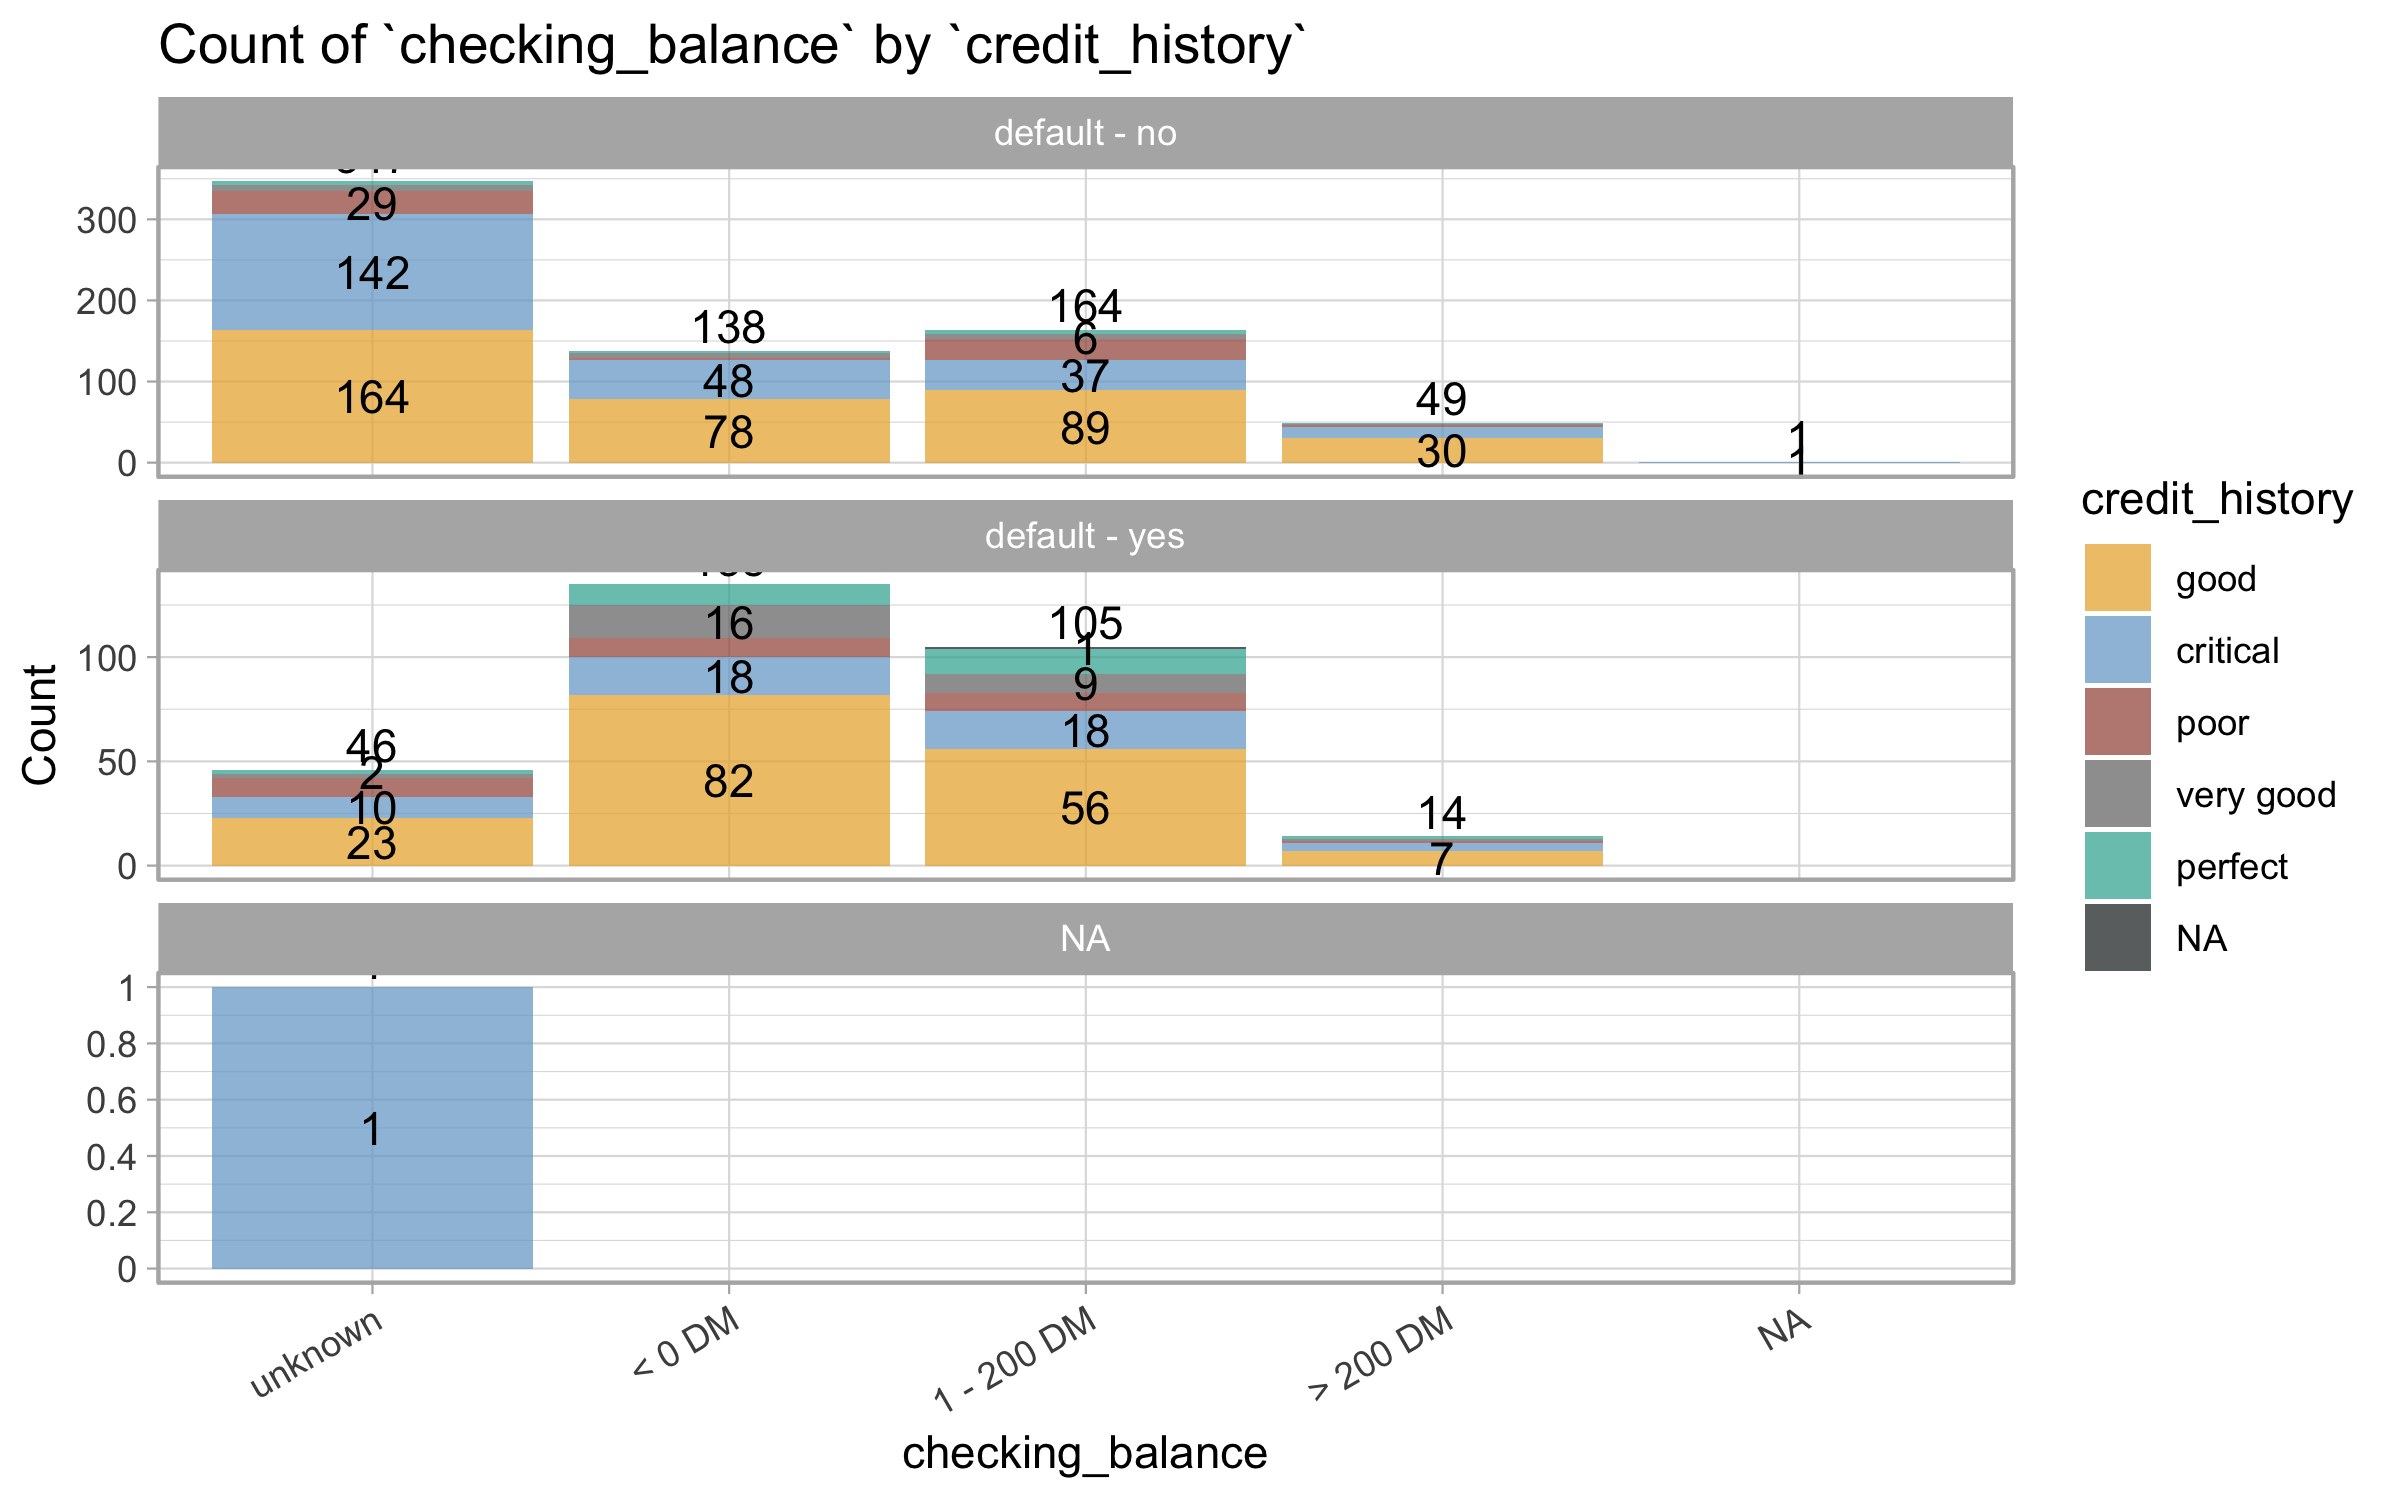 Count of `checking_balance` by `credit_history`
default - no
300
200
100
0
29
142
164
138
48
78
164
6
37
89
49
30
1
1
default - yes
Count
100
50
0
46
2
10
23
16
18
82
105
1
9
18
56
14
7
NA
1
0.8
0.6
0.4
0.2
0
1
unknown
< 0 DM
1 - 200 DM
> 200 DM
NA
checking_balance
credit_history
good
critical
poor
very good
perfect
NA